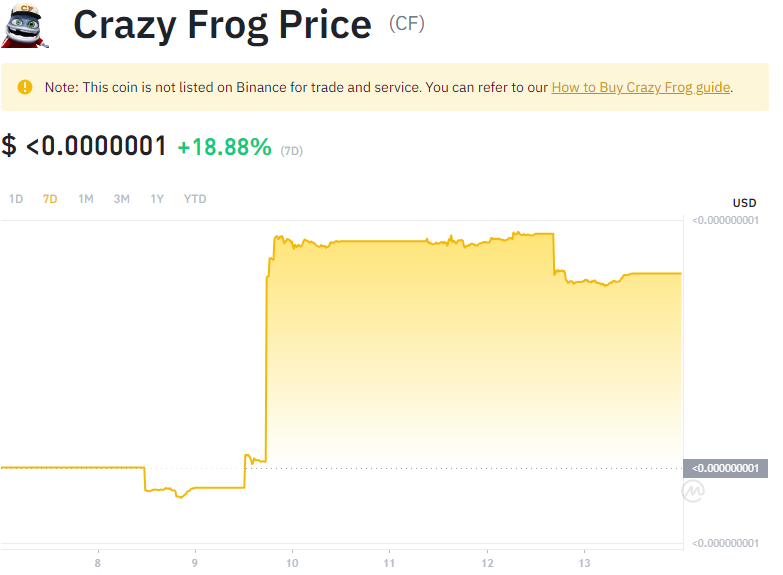 Crazy Frog Price (CF)
Note: This coin is not listed on Binance for trade and service. You can refer to our How to Buy Crazy Frog guide.
$ <0.0000001 +18.88% (7D)
1D 7D 1M 3M 1Y YTD
USD
<0.000000001
<0.000000001
<0.000000001
8 9 10 11 12 13